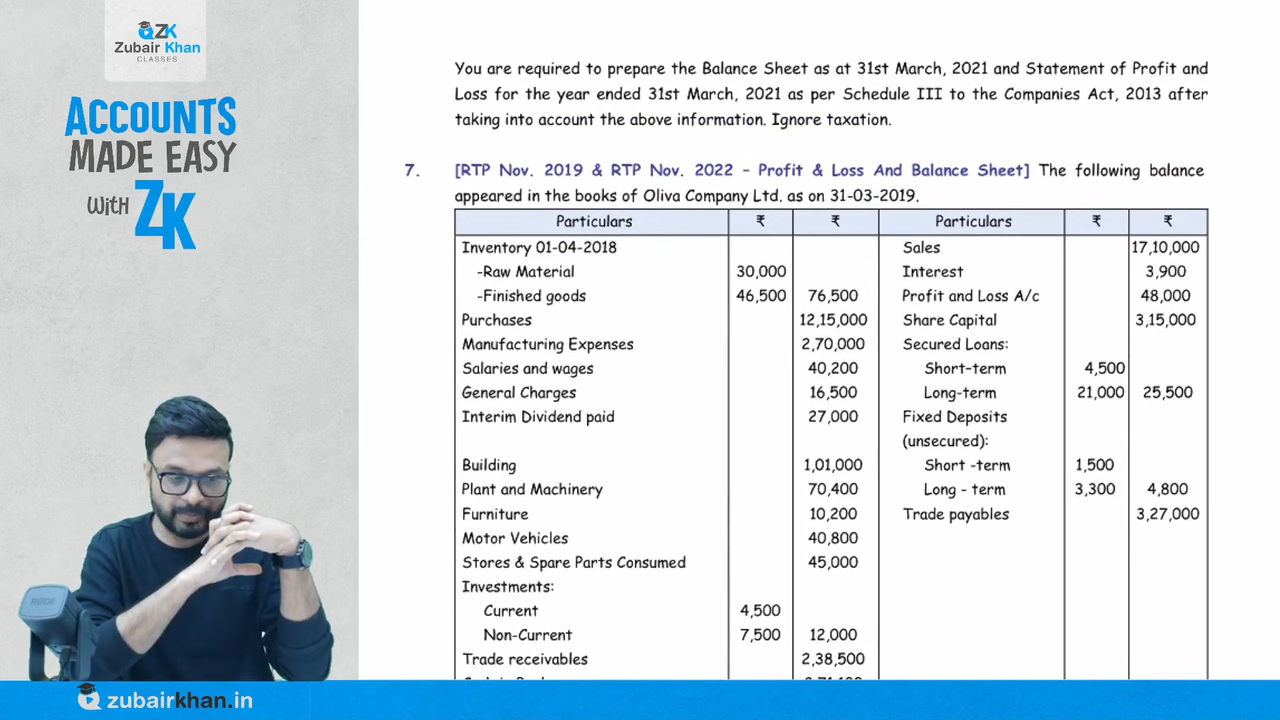 ZK
Zubair Khan
CLASSES
ACCOUNTS
MADE EASY
WITH ZK
You are required to prepare the Balance Sheet as at 31st March, 2021 and Statement of Profit and
Loss for the year ended 31st March, 2021 as per Schedule III to the Companies Act, 2013 after
taking into account the above information. Ignore taxation.
7. [RTP Nov. 2019 & RTP Nov. 2022 – Profit & Loss And Balance Sheet] The following balance
appeared in the books of Oliva Company Ltd. as on 31-03-2019.
Particulars ₹ ₹ Particulars ₹ ₹
Inventory 01-04-2018 Sales 17,10,000
-Raw Material 30,000 Interest 3,900
-Finished goods 46,500 76,500 Profit and Loss A/c 48,000
Purchases 12,15,000 Share Capital 3,15,000
Manufacturing Expenses 2,70,000 Secured Loans:
Salaries and wages 40,200 Short-term 4,500
General Charges 16,500 Long-term 21,000 25,500
Interim Dividend paid 27,000 Fixed Deposits
(unsecured):
Building 1,01,000 Short -term 1,500
Plant and Machinery 70,400 Long - term 3,300 4,800
Furniture 10,200 Trade payables 3,27,000
Motor Vehicles 40,800
Stores & Spare Parts Consumed 45,000
Investments:
Current 4,500
Non-Current 7,500 12,000
Trade receivables 2,38,500
zubairkhan.in